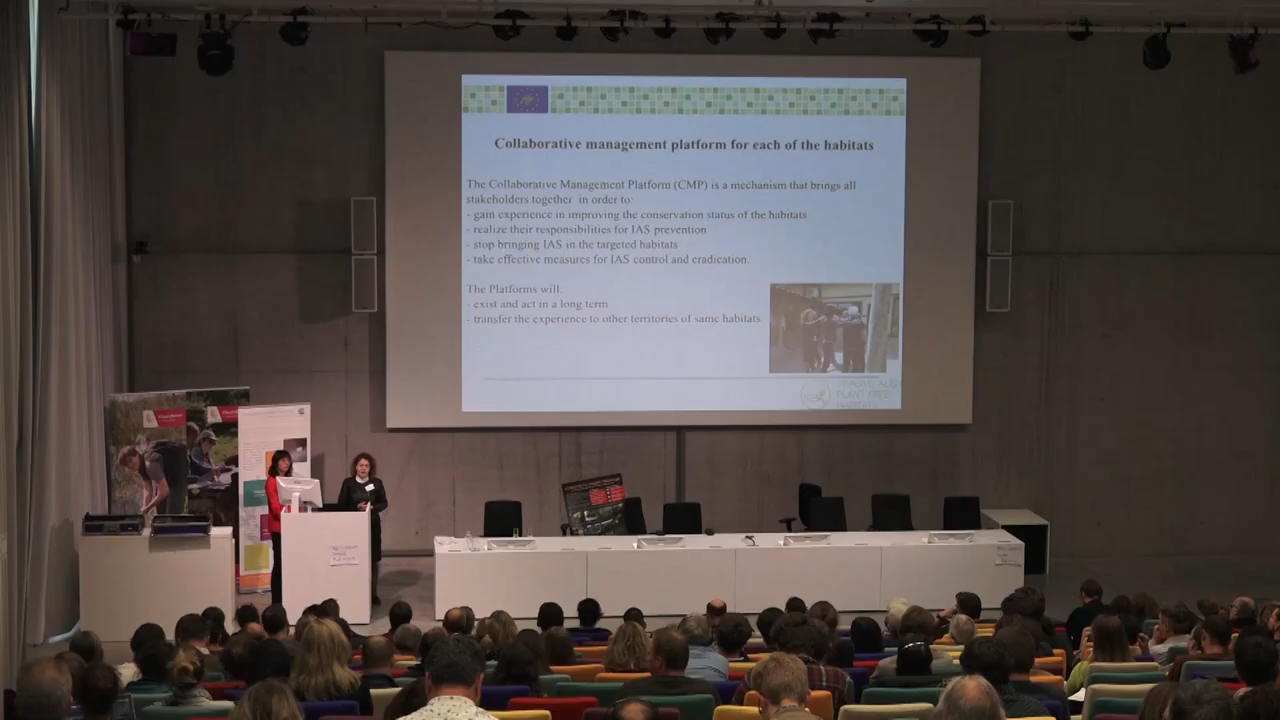 Collaborative management platform for each of the habitats
The Collaborative Management Platform (CMP) is a mechanism that brings all
stakeholders together in order to:
- gain experience in improving the conservation status of the habitats
- realize their responsibilities for IAS prevention
- stop bringing IAS in the targeted habitats
- take effective measures for IAS control and eradication.
The Platforms will:
- exist and act in a long term
- transfer the experience to other territories of same habitats.
PLANT FREE
HABITATS